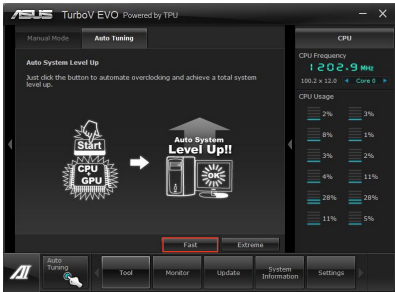 ASUS TurboV EVO Powered by TPU
Manual Mode
Auto Tuning
Auto System Level Up
Just click the button to automate overclocking and achieve a total system
level up.
Start
CPU
+
GPU
Auto System
Level Up!!
OK
Fast
Extreme
CPU
CPU Frequency
1202.9 MHz
100.2 x 12.0
Core 0
CPU Usage
2% 3%
8% 1%
3% 2%
4% 11%
28% 28%
11% 5%
AI
Auto
Tuning
Tool
Monitor
Update
System
Information
Settings